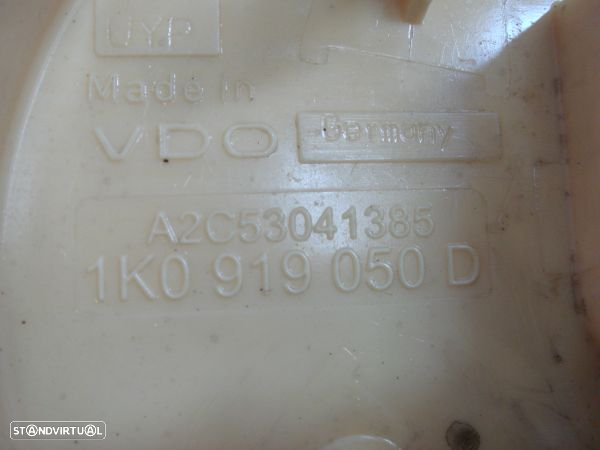 UYP
Made in
VDO Germany
A2C53041385
1K0 919 050 D
STANDVIRTUAL